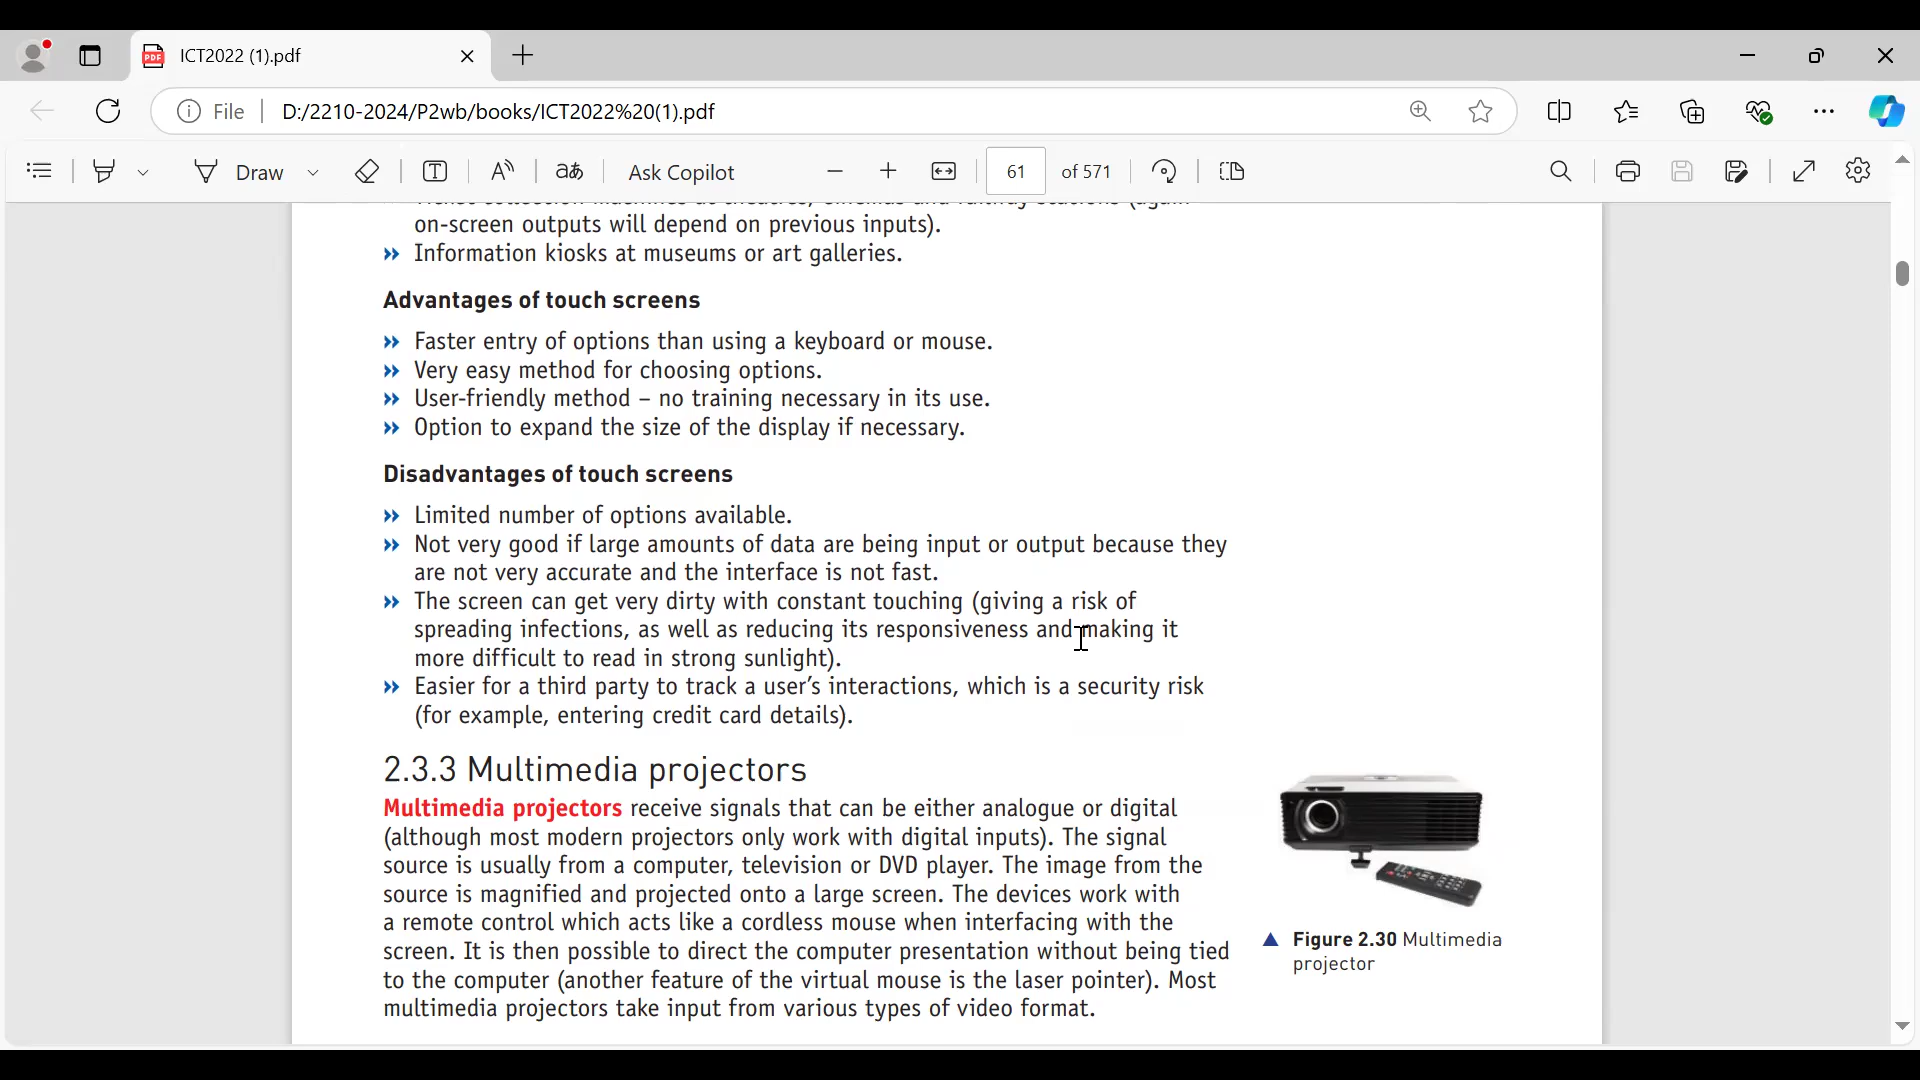 ICT2022 (1).pdf
File
D:/2210-2024/P2wb/books/ICT2022%20(1).pdf
Draw
Ask Copilot
61 of 571
on-screen outputs will depend on previous inputs).
» Information kiosks at museums or art galleries.
Advantages of touch screens
» Faster entry of options than using a keyboard or mouse.
» Very easy method for choosing options.
» User-friendly method – no training necessary in its use.
» Option to expand the size of the display if necessary.
Disadvantages of touch screens
» Limited number of options available.
» Not very good if large amounts of data are being input or output because they
are not very accurate and the interface is not fast.
» The screen can get very dirty with constant touching (giving a risk of
spreading infections, as well as reducing its responsiveness and making it
more difficult to read in strong sunlight).
» Easier for a third party to track a user's interactions, which is a security risk
(for example, entering credit card details).
2.3.3 Multimedia projectors
Multimedia projectors receive signals that can be either analogue or digital
(although most modern projectors only work with digital inputs). The signal
source is usually from a computer, television or DVD player. The image from the
source is magnified and projected onto a large screen. The devices work with
a remote control which acts like a cordless mouse when interfacing with the
screen. It is then possible to direct the computer presentation without being tied
to the computer (another feature of the virtual mouse is the laser pointer). Most
multimedia projectors take input from various types of video format.
▲ Figure 2.30 Multimedia
projector